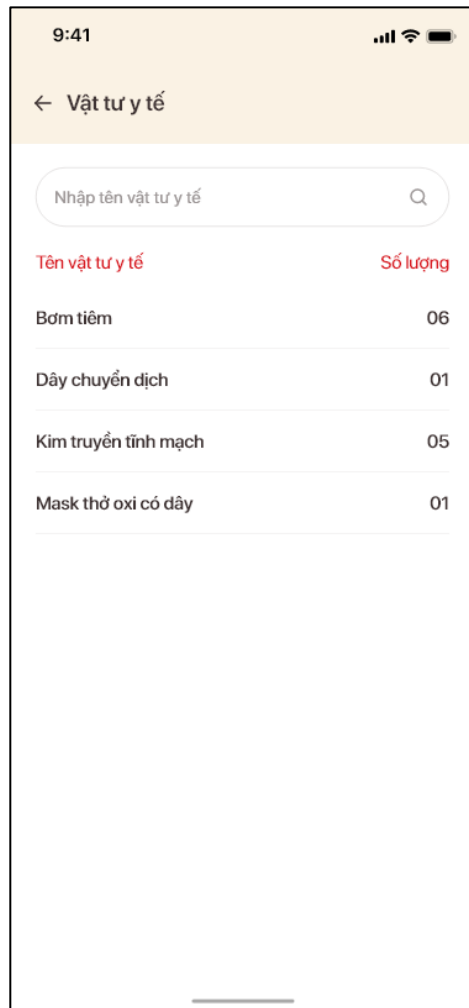 9:41
Vật tư y tế
Nhập tên vật tư y tế
Tên vật tư y tế Số lượng
Bơm tiêm 06
Dây chuyển dịch 01
Kim truyền tĩnh mạch 05
Mask thở oxi có dây 01